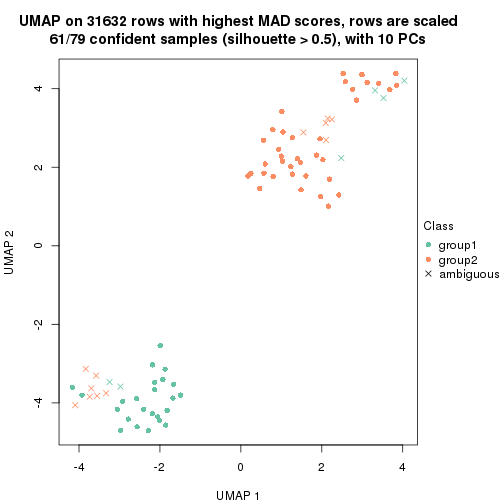 UMAP on 31632 rows with highest MAD scores, rows are scaled
61/79 confident samples (silhouette > 0.5), with 10 PCs
UMAP 2
4
2
0
-2
-4
-4
-2
0
2
4
UMAP 1
Class
group1
group2
ambiguous